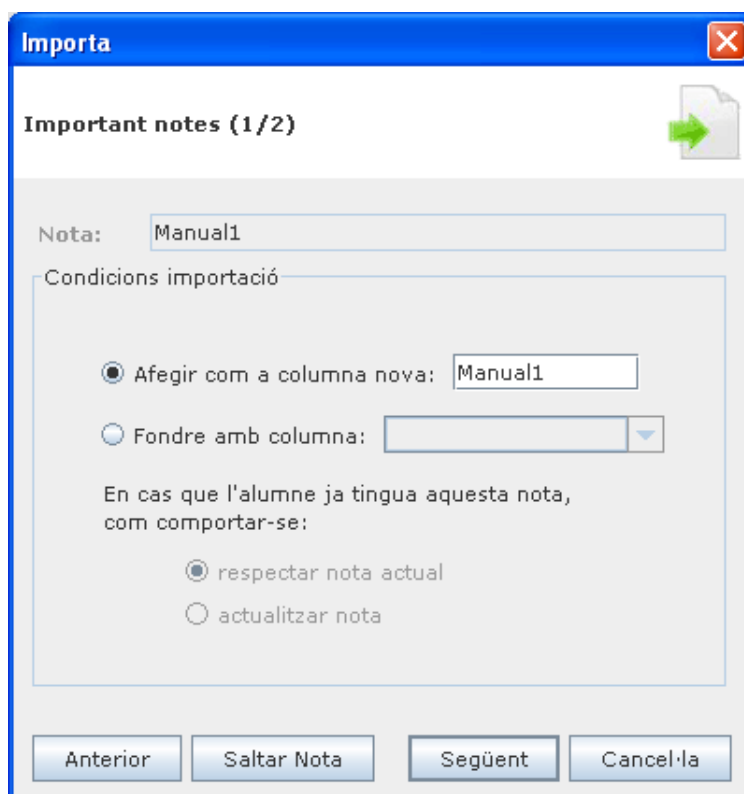 Importa
Important notes (1/2)
Nota: Manual1
Condicions importació
Afegir com a columna nova: Manual1
Fondre amb columna:
En cas que l'alumne ja tingua aquesta nota,
com comportar-se:
respectar nota actual
actualitzar nota
Anterior Saltar Nota Següent Cancel·la